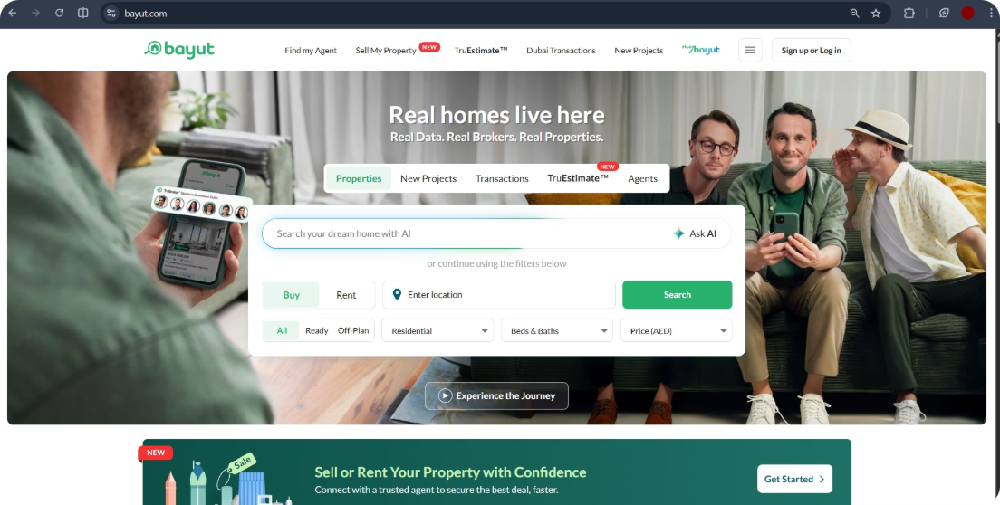 bayut.com
bayut
Find my Agent
Sell My Property NEW
TruEstimate™
Dubai Transactions
New Projects
bayut
Sign up or Log in
Real homes live here
Real Data. Real Brokers. Real Properties.
Properties
New Projects
Transactions
TruEstimate™ NEW
Agents
Search your dream home with AI
Ask AI
or continue using the filters below
Buy
Rent
Enter location
Search
All
Ready
Off-Plan
Residential
Beds & Baths
Price (AED)
Experience the Journey
NEW
Sale
Sell or Rent Your Property with Confidence
Connect with a trusted agent to secure the best deal, faster.
Get Started
bayut